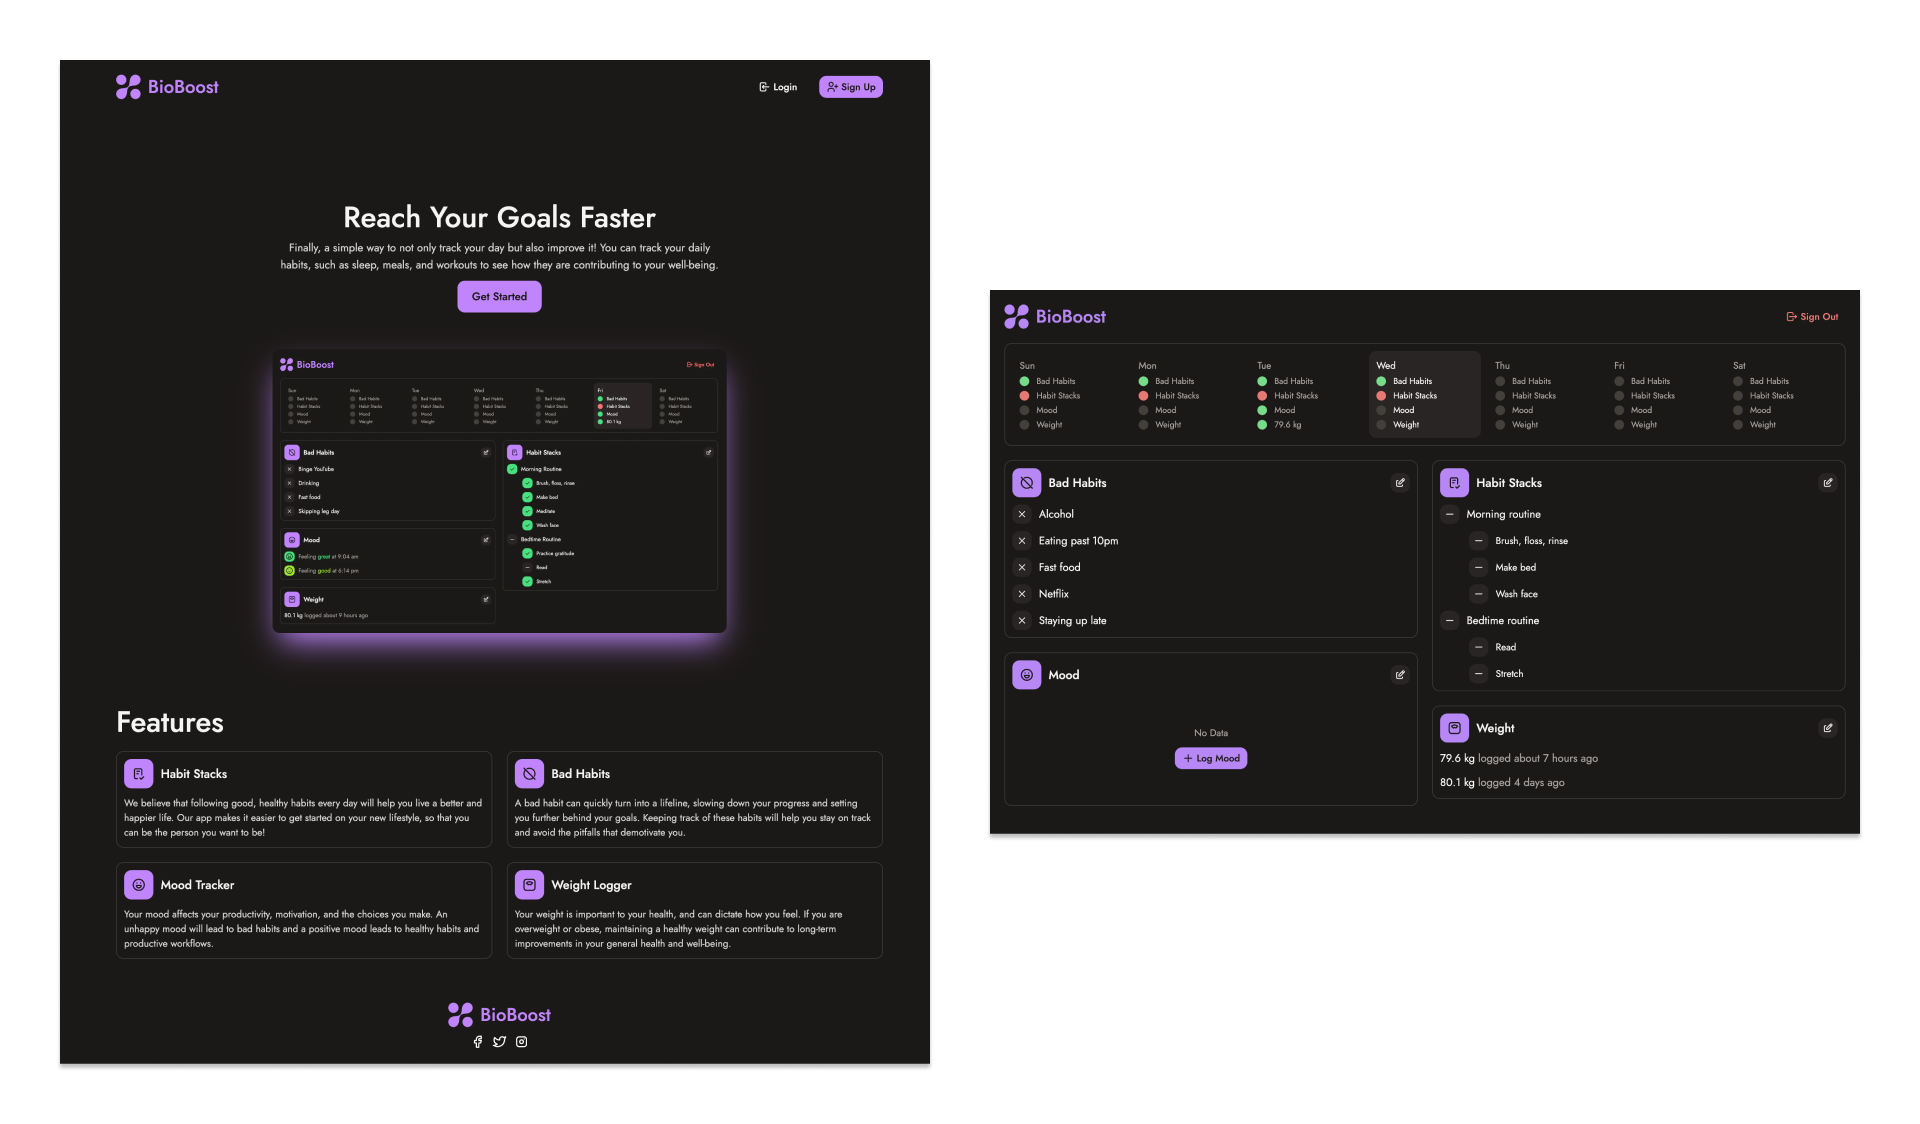 BioBoost
Login
Sign Up
Reach Your Goals Faster
Finally, a simple way to not only track your day but also improve it! You can track your daily
habits, such as sleep, meals, and workouts to see how they are contributing to your well-being.
Get Started
BioBoost
Sign Out
Sun Mon Tue Wed Thu Fri Sat
Bad Habits Bad Habits Bad Habits Bad Habits Bad Habits Bad Habits Bad Habits
Habit Stacks Habit Stacks Habit Stacks Habit Stacks Habit Stacks Habit Stacks Habit Stacks
Mood Mood Mood Mood Mood Mood Mood
Weight Weight Weight Weight Weight 80.1 kg Weight
Bad Habits
Binge YouTube
Drinking
Fast food
Skipping leg day
Mood
Feeling great at 9:04 am
Feeling good at 6:14 pm
Weight
80.1 kg logged about 9 hours ago
Habit Stacks
Morning Routine
Brush, floss, rinse
Make bed
Meditate
Wash face
Bedtime Routine
Practice gratitude
Read
Stretch
Features
Habit Stacks
We believe that following good, healthy habits every day will help you live a better and
happier life. Our app makes it easier to get started on your new lifestyle, so that you
can be the person you want to be!
Bad Habits
A bad habit can quickly turn into a lifeline, slowing down your progress and setting
you further behind your goals. Keeping track of these habits will help you stay on track
and avoid the pitfalls that demotivate you.
Mood Tracker
Your mood affects your productivity, motivation, and the choices you make. An
unhappy mood will lead to bad habits and a positive mood leads to healthy habits and
productive workflows.
Weight Logger
Your weight is important to your health, and can dictate how you feel. If you are
overweight or obese, maintaining a healthy weight can contribute to long-term
improvements in your general health and well-being.
BioBoost
BioBoost
Sign Out
Sun Mon Tue Wed Thu Fri Sat
Bad Habits Bad Habits Bad Habits Bad Habits Bad Habits Bad Habits Bad Habits
Habit Stacks Habit Stacks Habit Stacks Habit Stacks Habit Stacks Habit Stacks Habit Stacks
Mood Mood Mood Mood Mood Mood Mood
Weight Weight 79.6 kg Weight Weight Weight Weight
Bad Habits
Alcohol
Eating past 10pm
Fast food
Netflix
Staying up late
Mood
No Data
Log Mood
Habit Stacks
Morning routine
Brush, floss, rinse
Make bed
Wash face
Bedtime routine
Read
Stretch
Weight
79.6 kg logged about 7 hours ago
80.1 kg logged 4 days ago